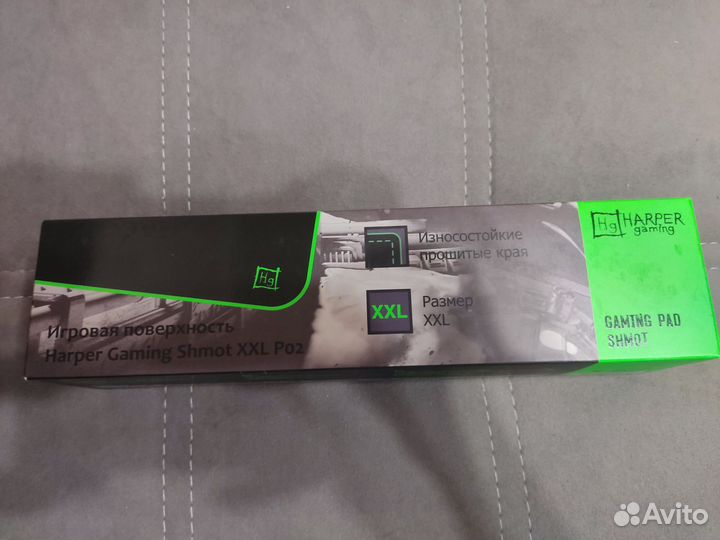 Hg
Игровая поверхность
Harper Gaming Shmot XXL P02
Износостойкие
прошитые края
XXL
Размер
XXL
Hg HARPER
gaming
GAMING PAD
SHMOT
Avito